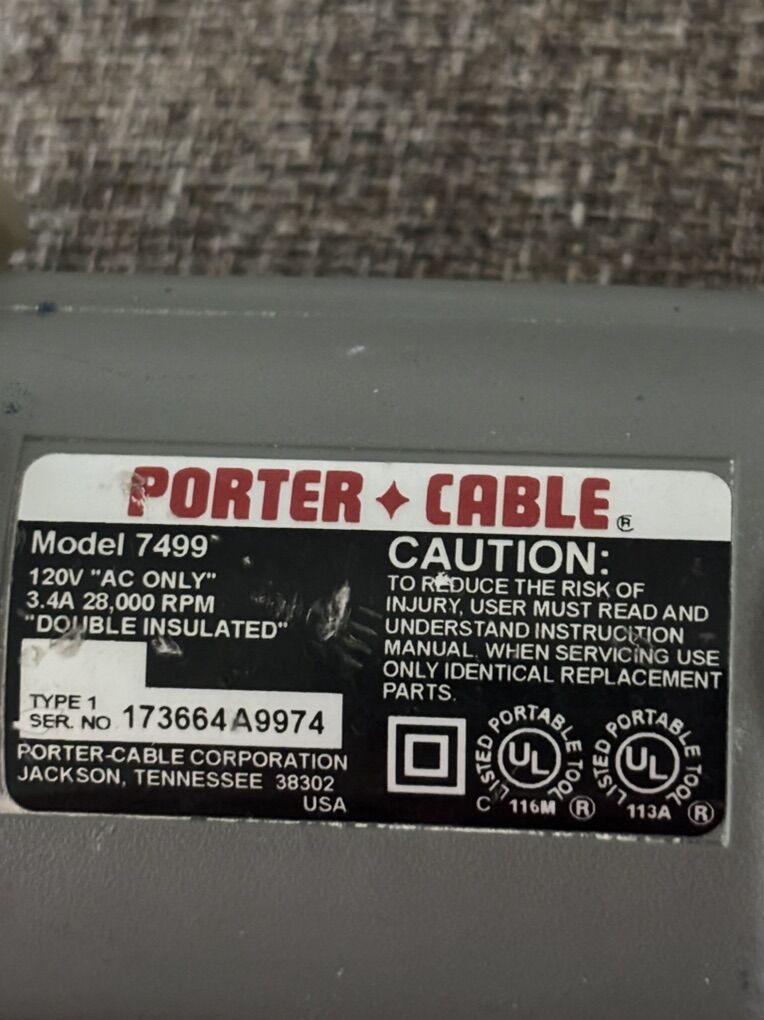 PORTER✦CABLE®
Model 7499
120V "AC ONLY"
3.4A 28,000 RPM
"DOUBLE INSULATED"
TYPE 1
SER. NO 173664A9974
PORTER-CABLE CORPORATION
JACKSON, TENNESSEE 38302
USA
CAUTION:
TO REDUCE THE RISK OF
INJURY, USER MUST READ AND
UNDERSTAND INSTRUCITION
MANUAL. WHEN SERVICING USE
ONLY IDENTICAL REPLACEMENT
PARTS.
LISTED PORTABLE TOOL
UL
C 116M ®
LISTED PORTABLE TOOL
UL
113A ®